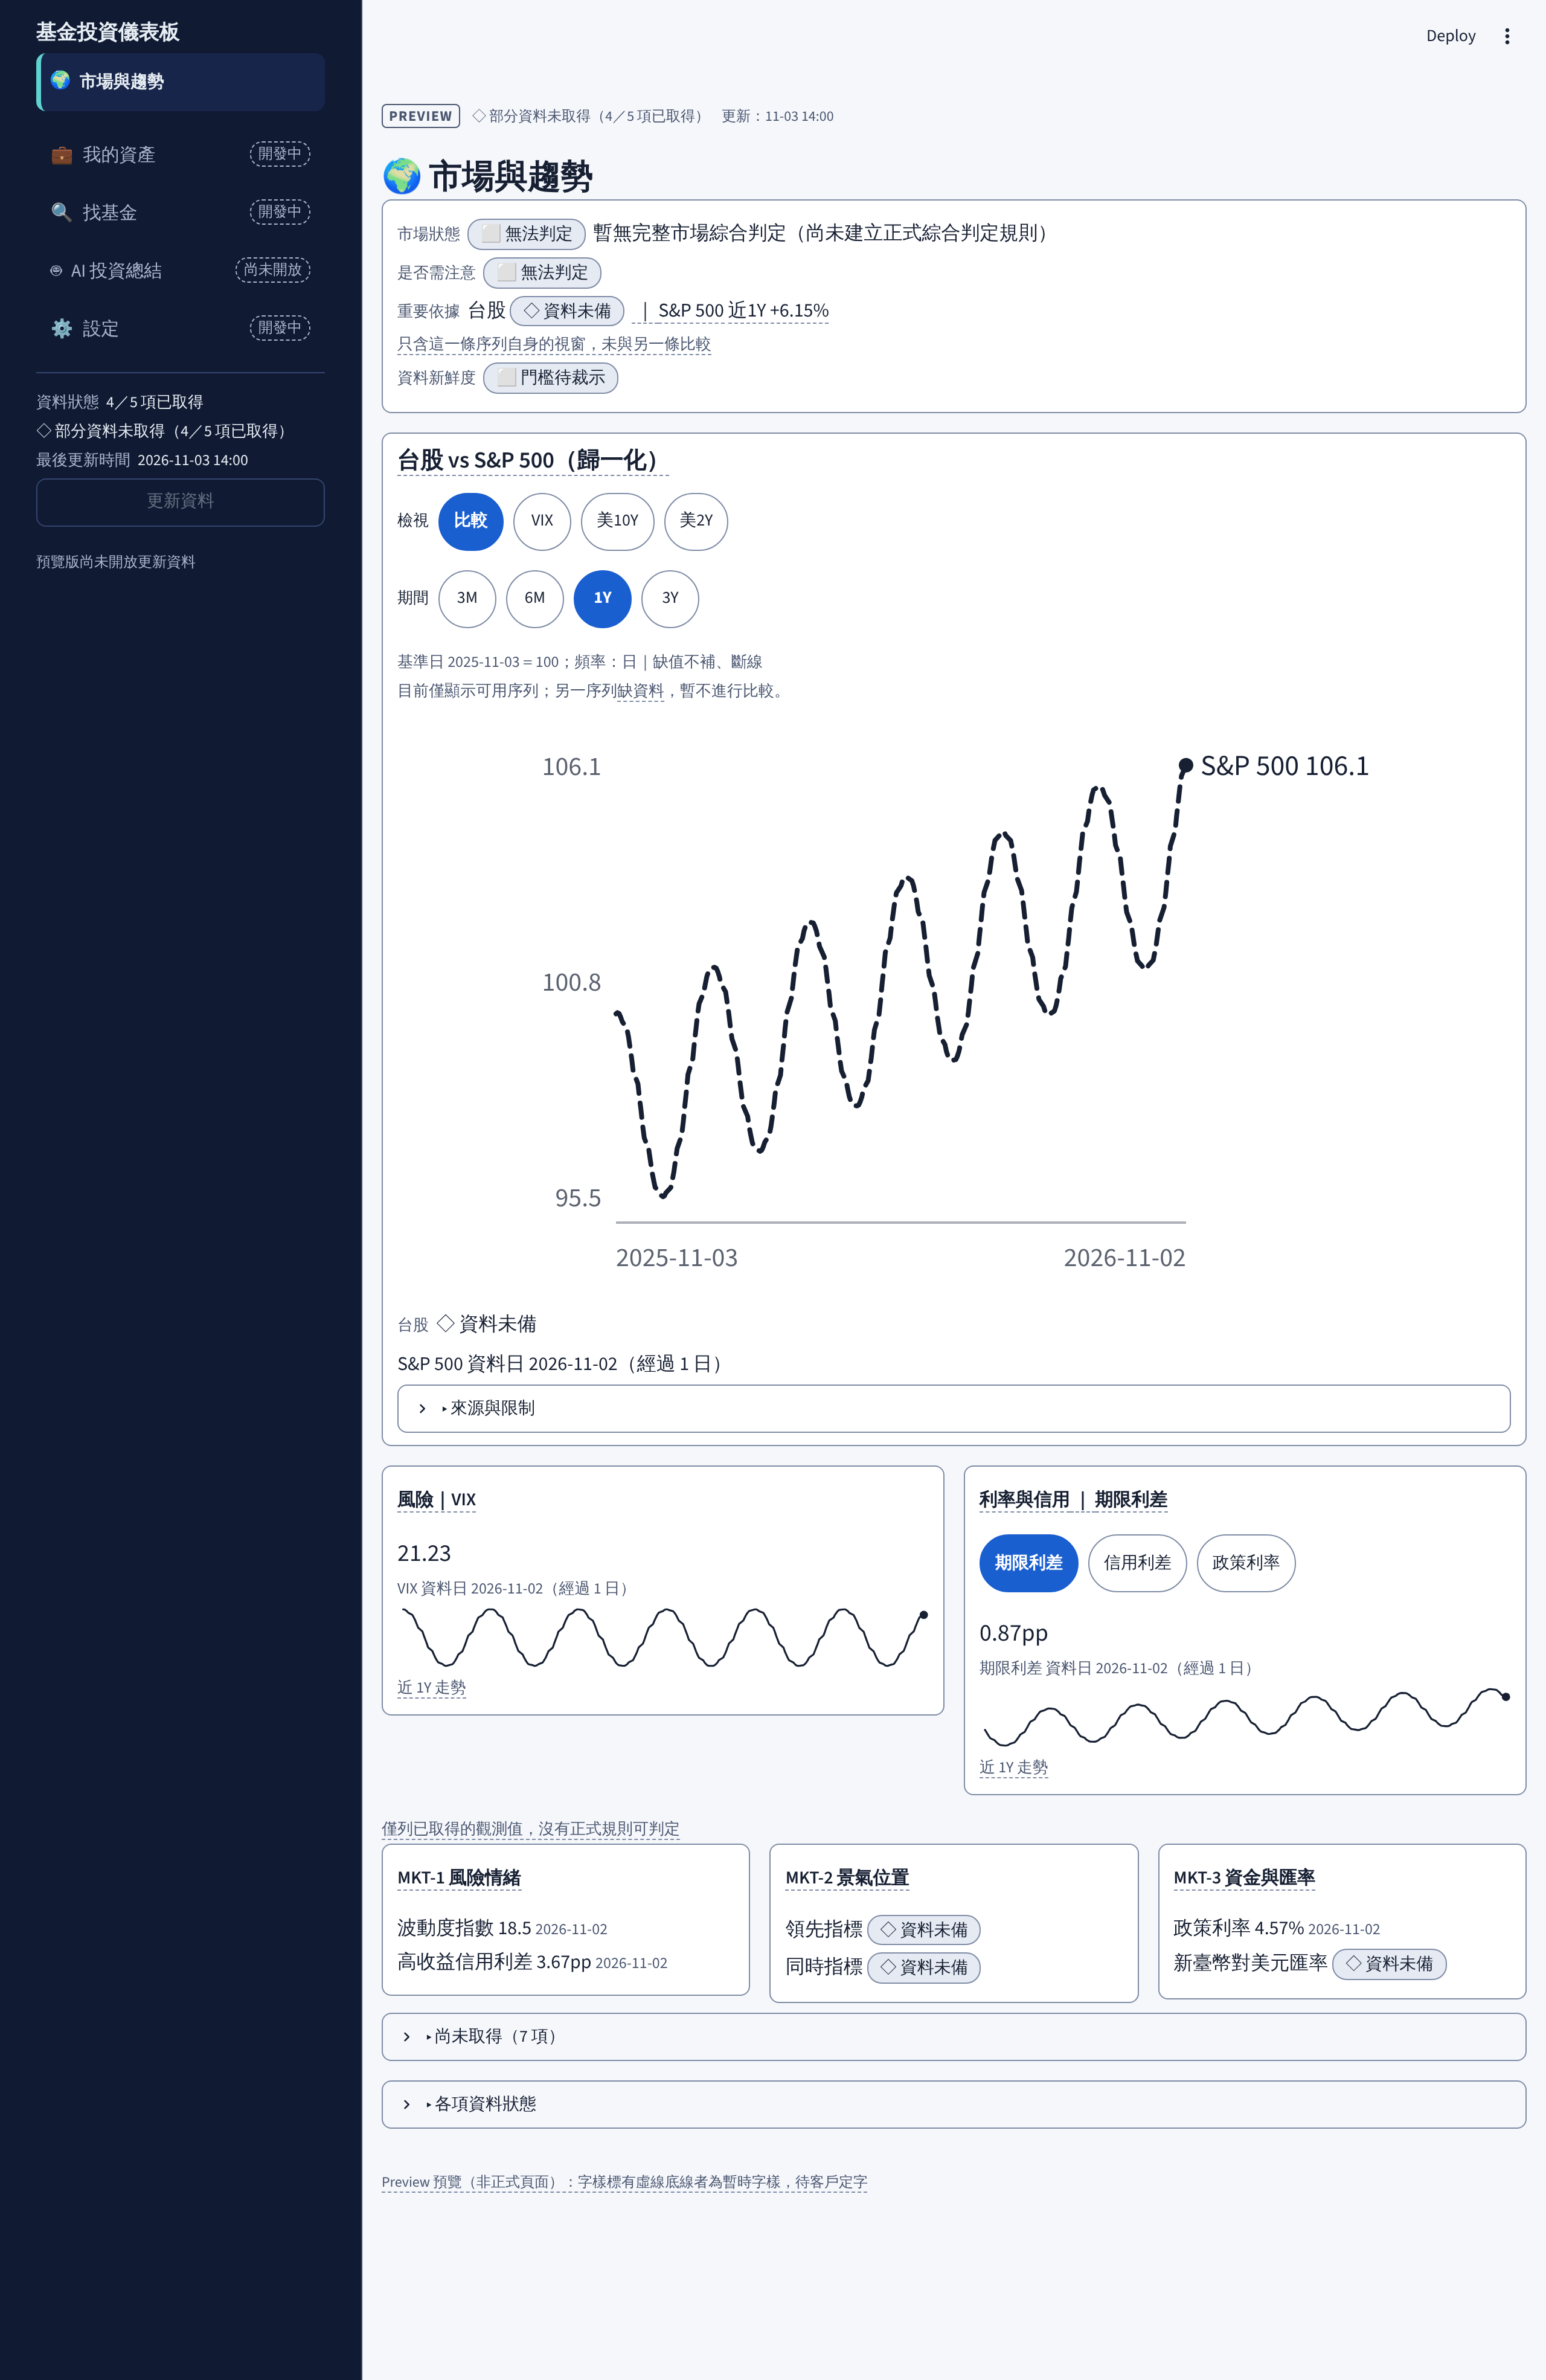 基金投資儀表板
🌍 市場與趨勢
💼 我的資產 開發中
🔍 找基金 開發中
AI 投資總結 尚未開放
⚙️ 設定 開發中
資料狀態 4／5 項已取得
◇ 部分資料未取得（4／5 項已取得）
最後更新時間 2026-11-03 14:00
更新資料
預覽版尚未開放更新資料
Deploy
PREVIEW ◇ 部分資料未取得（4／5 項已取得） 更新：11-03 14:00
🌍 市場與趨勢
市場狀態 ⬜ 無法判定 暫無完整市場綜合判定（尚未建立正式綜合判定規則）
是否需注意 ⬜ 無法判定
重要依據 台股 ◇ 資料未備 ｜ S&P 500 近1Y +6.15%
只含這一條序列自身的視窗，未與另一條比較
資料新鮮度 ⬜ 門檻待裁示
台股 vs S&P 500（歸一化）
檢視 比較 VIX 美10Y 美2Y
期間 3M 6M 1Y 3Y
基準日 2025-11-03＝100；頻率：日｜缺值不補、斷線
目前僅顯示可用序列；另一序列缺資料，暫不進行比較。
106.1
S&P 500 106.1
100.8
95.5
2025-11-03 2026-11-02
台股 ◇ 資料未備
S&P 500 資料日 2026-11-02（經過 1 日）
▸ 來源與限制
風險｜VIX
21.23
VIX 資料日 2026-11-02（經過 1 日）
近 1Y 走勢
利率與信用 ｜ 期限利差
期限利差 信用利差 政策利率
0.87pp
期限利差 資料日 2026-11-02（經過 1 日）
近 1Y 走勢
僅列已取得的觀測值，沒有正式規則可判定
MKT-1 風險情緒
波動度指數 18.5 2026-11-02
高收益信用利差 3.67pp 2026-11-02
MKT-2 景氣位置
領先指標 ◇ 資料未備
同時指標 ◇ 資料未備
MKT-3 資金與匯率
政策利率 4.57% 2026-11-02
新臺幣對美元匯率 ◇ 資料未備
▸ 尚未取得（7 項）
▸ 各項資料狀態
Preview 預覽（非正式頁面）：字樣標有虛線底線者為暫時字樣，待客戶定字